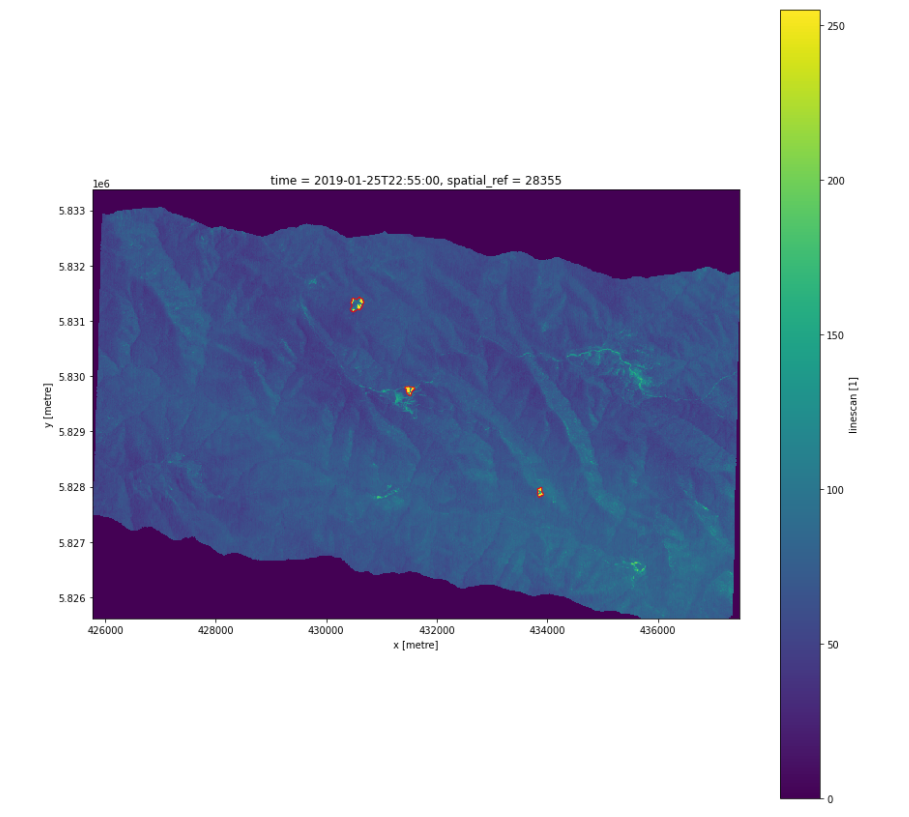 time = 2019-01-25T22:55:00, spatial_ref = 28355
1e6
5.833
5.832
5.831
5.830
5.829
5.828
5.827
5.826
y [metre]
426000 428000 430000 432000 434000 436000
x [metre]
250
200
150
100
50
0
linescan [1]